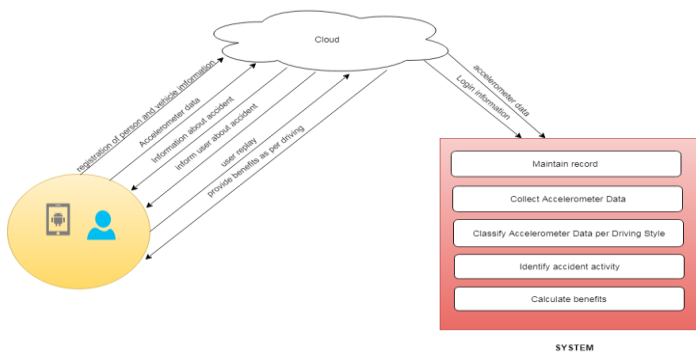 Cloud
registration of person and vehicle imformation
Accelerometer data
Information about accident
inform user about accident
user replay
provide benefits as per driving
accelerometer data
Login information
Maintain record
Collect Accelerometer Data
Classify Accelerometer Data per Driving Style
Identify accident activity
Calculate benefits
SYSTEM